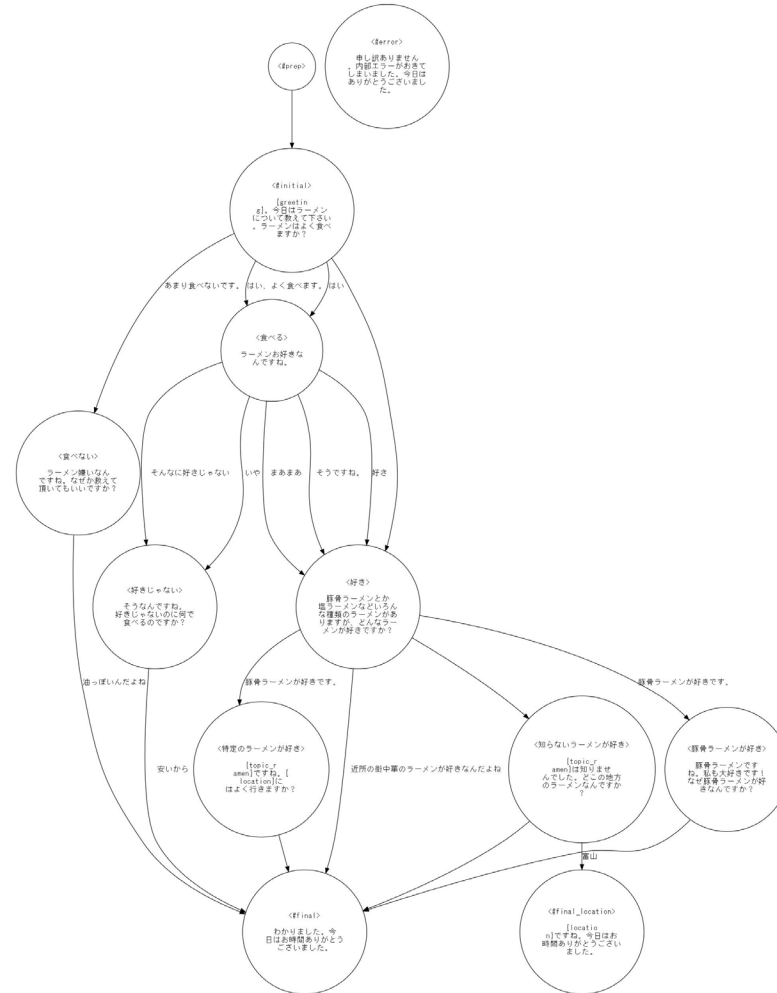 <#error>
申し訳ありません
。内部エラーがおきて
しまいました。今日は
ありがとうございまし
た。
<#prep>
<#initial>
[greetin
g]。今日はラーメン
について教えて下さい
。ラーメンはよく食べ
ますか？
あまり食べないです。
はい、よく食べます。
はい
<食べる>
ラーメンお好きな
んですね。
<食べない>
ラーメン嫌いなん
ですね。なぜか教えて
頂いてもいいですか？
そんなに好きじゃない
いや
まあまあ
そうですね。
好き
<好きじゃない>
そうなんですね。
好きじゃないのに何で
食べるのですか？
<好き>
豚骨ラーメンとか
塩ラーメンなどいろん
な種類のラーメンがあ
りますが、どんなラー
メンが好きですか？
油っぽいんだよね
豚骨ラーメンが好きです。
豚骨ラーメンが好きです。
<特定のラーメンが好き>
[topic_r
amen]ですね。[
location]に
はよく行きますか？
<知らないラーメンが好き>
[topic_r
amen]は知りませ
んでした。どこの地方
のラーメンなんですか
？
<豚骨ラーメンが好き>
豚骨ラーメンです
ね。私も大好きです！
なぜ豚骨ラーメンが好
きなんですか？
安いから
近所の街中華のラーメンが好きなんだよね
富山
<#final>
わかりました。今
日はお時間ありがとう
ございました。
<#final_location>
[locatio
n]ですね。今日はお
時間ありがとうござい
ました。